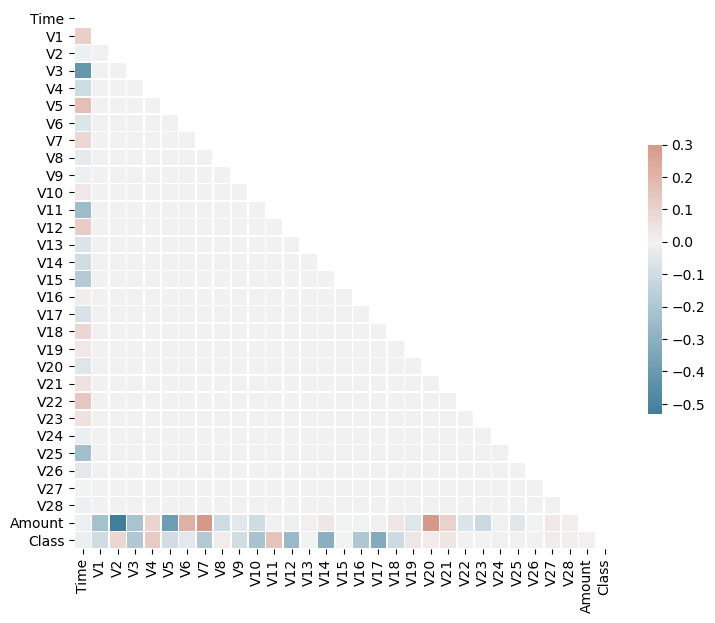 Time
V1
V2
V3
V4
V5
V6
V7
V8
V9
V10
V11
V12
V13
V14
V15
V16
V17
V18
V19
V20
V21
V22
V23
V24
V25
V26
V27
V28
Amount
Class
Time
V1
V2
V3
V4
V5
V6
V7
V8
V9
V10
V11
V12
V13
V14
V15
V16
V17
V18
V19
V20
V21
V22
V23
V24
V25
V26
V27
V28
Amount
Class
0.3
0.2
0.1
0.0
−0.1
−0.2
−0.3
−0.4
−0.5